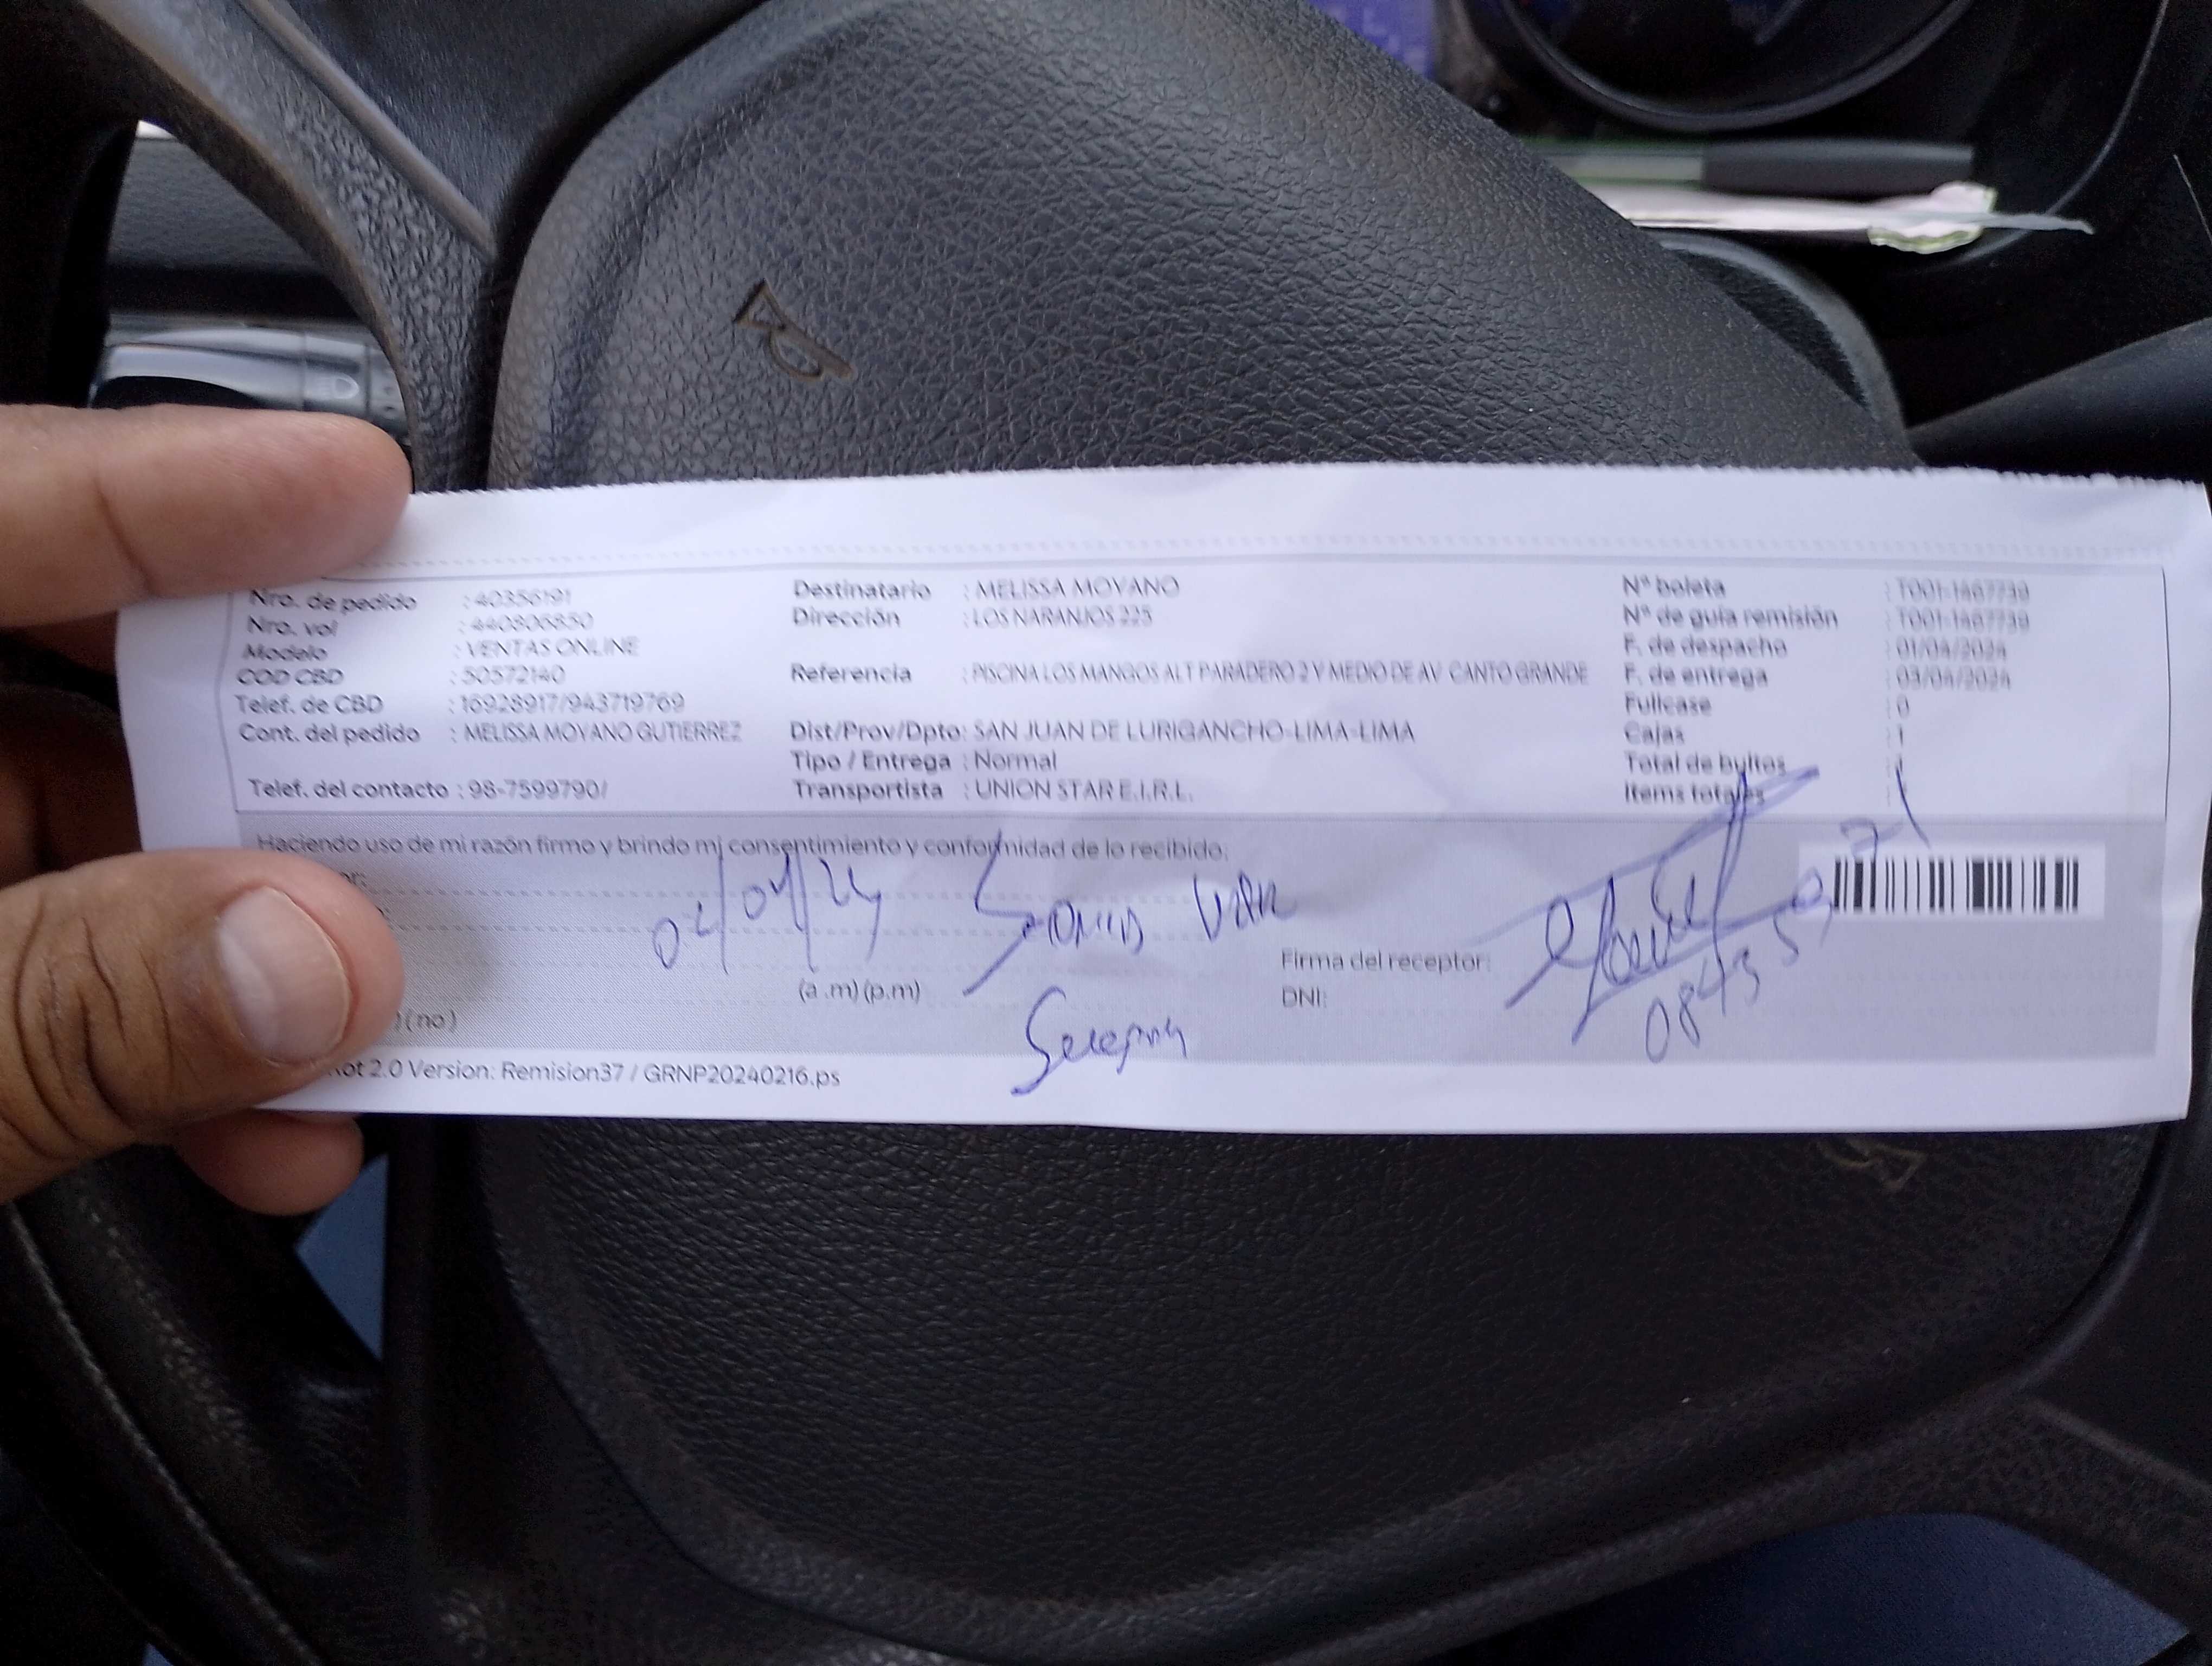 Nro. de pedido : 40356191
Nro. vol : 440806850
Modelo : VENTAS ONLINE
COD CBD : 50572140
Telef. de CBD : 16928917/943719769
Cont. del pedido : MELISSA MOYANO GUTIERREZ
Telef. del contacto : 98-7599790/
Destinatario : MELISSA MOYANO
Dirección : LOS NARANJOS 225
Referencia : PISCINA LOS MANGOS ALT PARADERO 2 Y MEDIO DE AV CANTO GRANDE
Dist/Prov/Dpto: SAN JUAN DE LURIGANCHO-LIMA-LIMA
Tipo / Entrega : Normal
Transportista : UNION STAR E.I.R.L.
Nº boleta : T001-1467739
Nº de guía remisión : T001-1467739
F. de despacho : 01/04/2024
F. de entrega : 03/04/2024
Fullcase : 0
Cajas : 1
Total de bultos : 1
Items totales :
Haciendo uso de mi razón firmo y brindo mi consentimiento y conformidad de lo recibido;
or:
(a .m) (p.m)
Firma del receptor:
DNI:
(no)
2.0 Version: Remision37 / GRNP20240216.ps